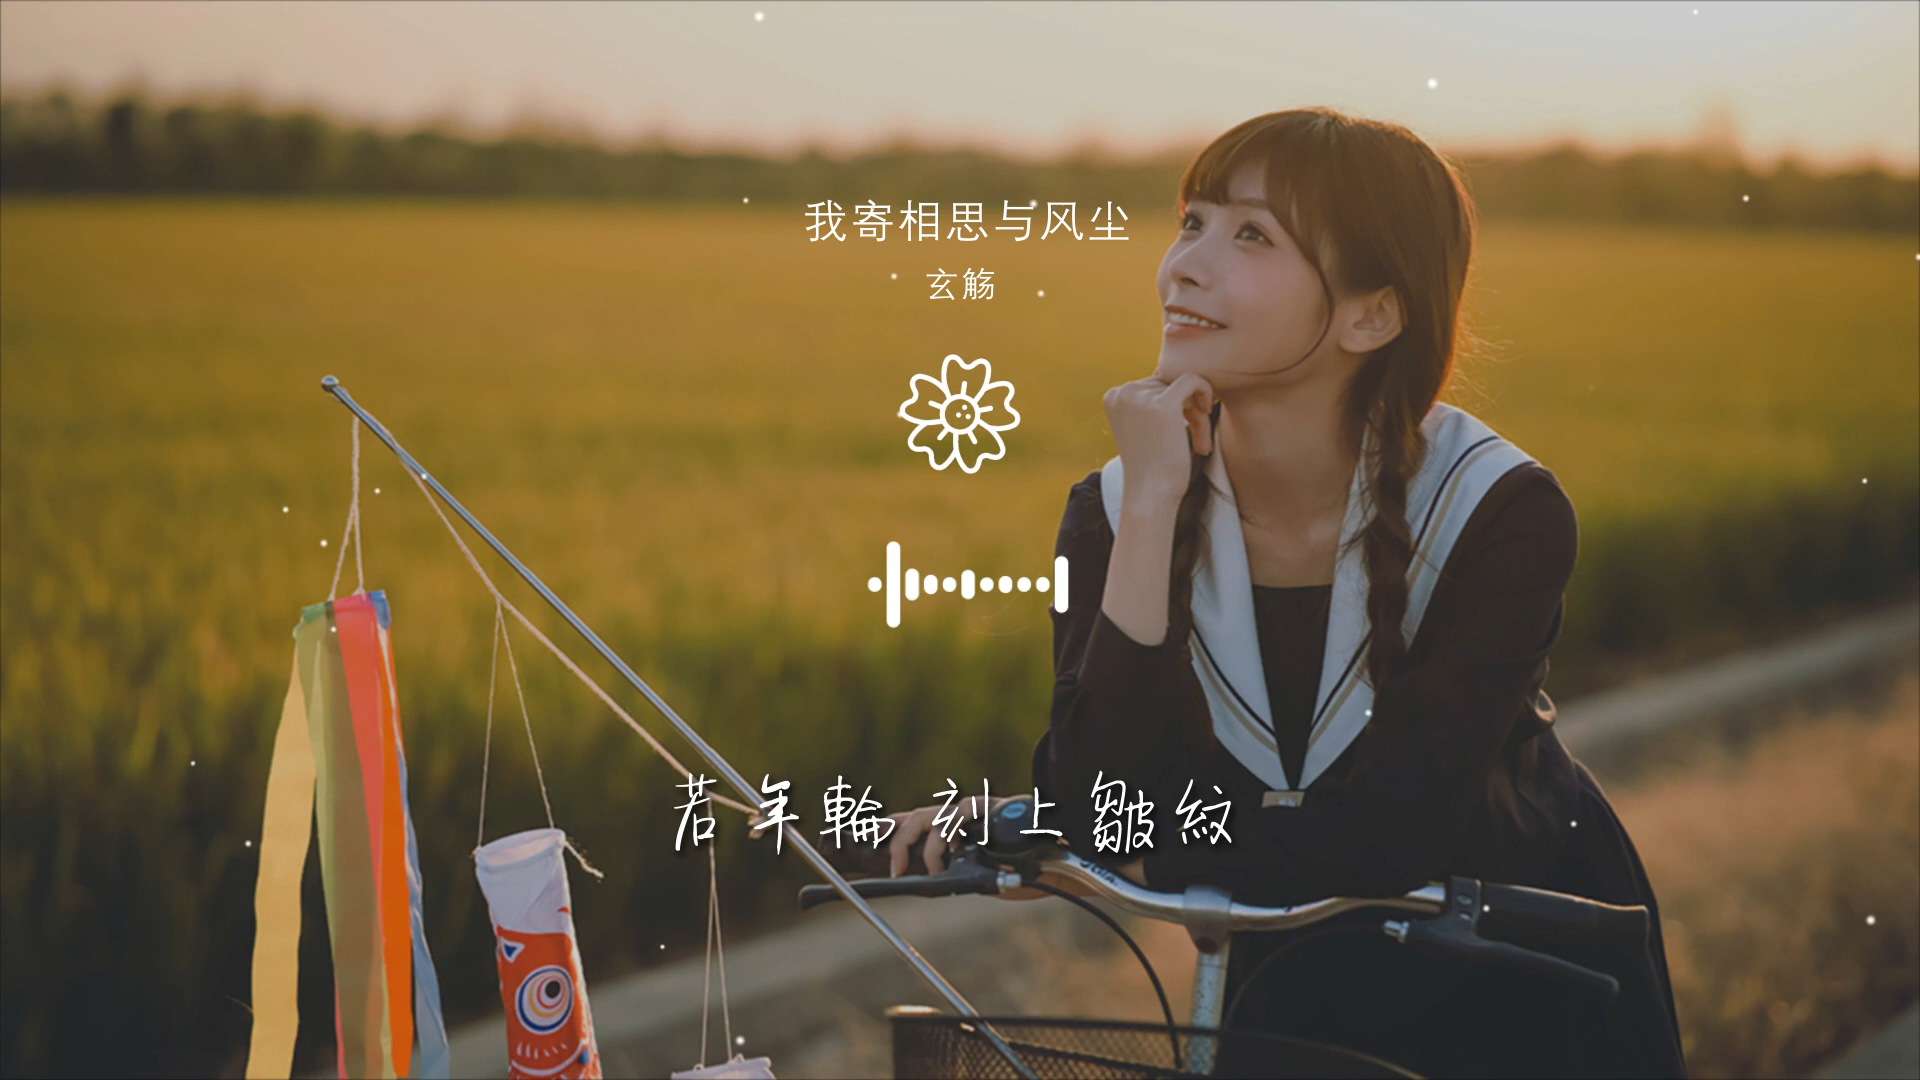 我寄相思与风尘
玄觞
若年輪 刻上皺紋